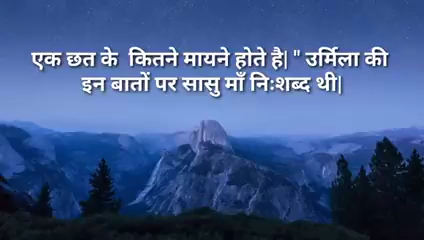 एक छत के  कितने मायने होते है| " उर्मिला की
इन बातों पर सासु माँ निःशब्द थी|